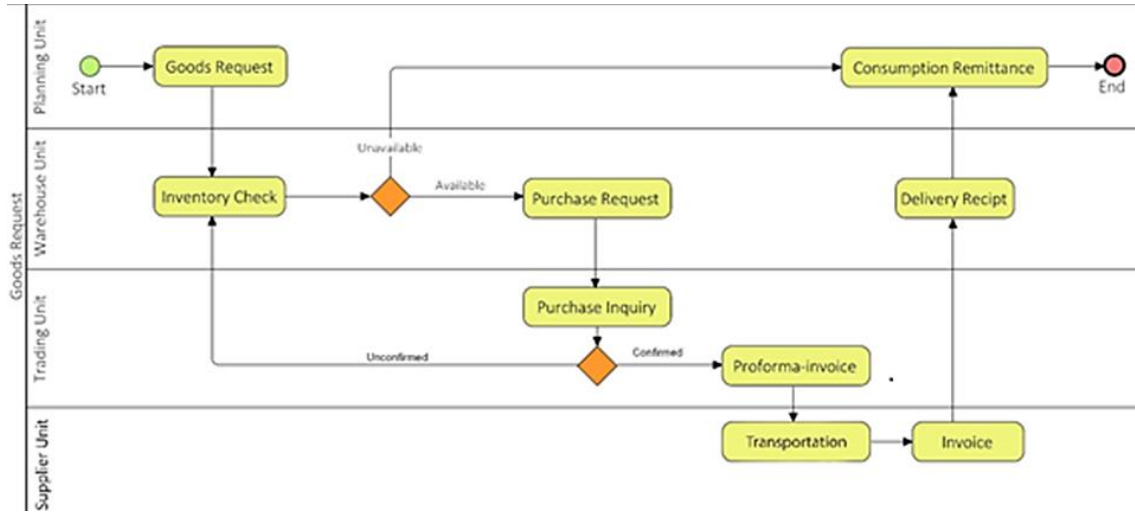 Goods Request
Planning Unit
Start
Goods Request
Consumption Remittance
End
Warehouse Unit
Unavailable
Inventory Check
Available
Purchase Request
Delivery Recipt
Trading Unit
Purchase Inquiry
Unconfirmed
Confirmed
Proforma-invoice
Supplier Unit
Transportation
Invoice